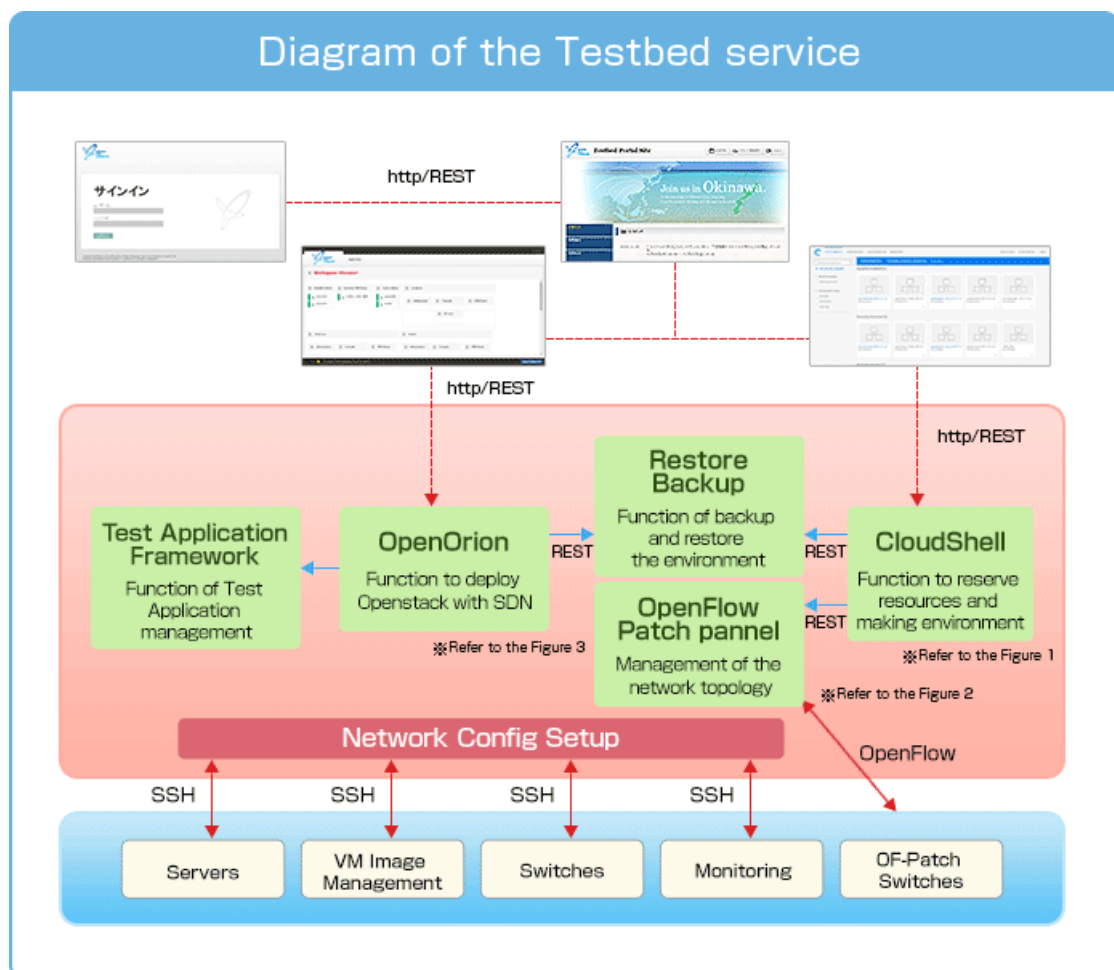 Diagram of the Testbed service
サインイン
http/REST
Testbed Portal Site
Join us in Okinawa.
http/REST
http/REST
Restore
Backup
Function of backup
and restore
the environment
Test Application
Framework
Function of Test
Application
management
OpenOrion
Function to deploy
Openstack with SDN
REST
REST
CloudShell
Function to reserve
resources and
making environment
OpenFlow
Patch pannel
Management of the
network topology
REST
※Refer to the Figure 3
※Refer to the Figure 1
※Refer to the Figure 2
Network Config Setup
OpenFlow
SSH
SSH
SSH
SSH
Servers
VM Image
Management
Switches
Monitoring
OF-Patch
Switches